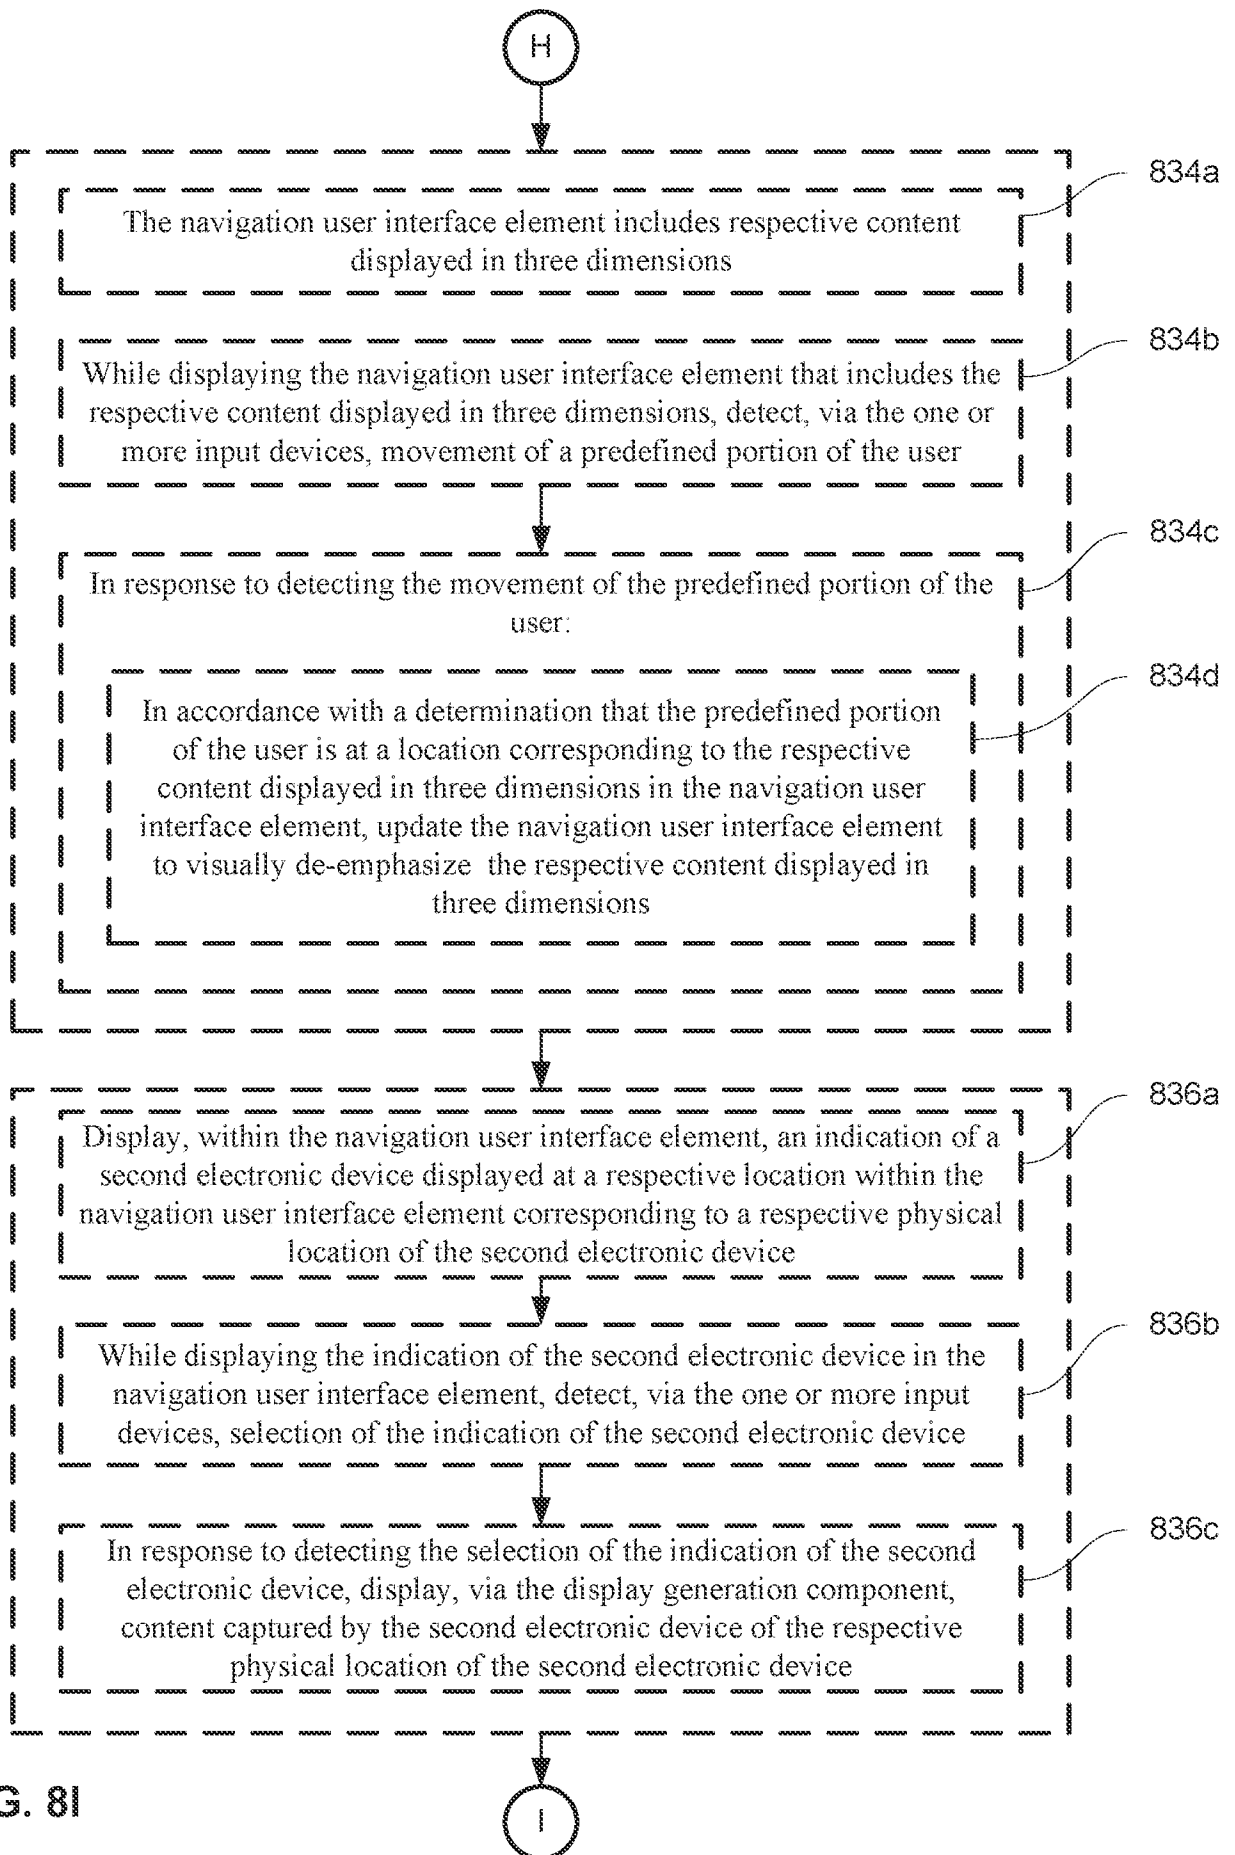 H
834a
The navigation user interface element includes respective content
displayed in three dimensions
834b
While displaying the navigation user interface element that includes the
respective content displayed in three dimensions, detect, via the one or
more input devices, movement of a predefined portion of the user
834c
In response to detecting the movement of the predefined portion of the
user:
834d
In accordance with a determination that the predefined portion
of the user is at a location corresponding to the respective
content displayed in three dimensions in the navigation user
interface element, update the navigation user interface element
to visually de-emphasize the respective content displayed in
three dimensions
836a
Display, within the navigation user interface element, an indication of a
second electronic device displayed at a respective location within the
navigation user interface element corresponding to a respective physical
location of the second electronic device
836b
While displaying the indication of the second electronic device in the
navigation user interface element, detect, via the one or more input
devices, selection of the indication of the second electronic device
836c
In response to detecting the selection of the indication of the second
electronic device, display, via the display generation component,
content captured by the second electronic device of the respective
physical location of the second electronic device
G. 8I
I